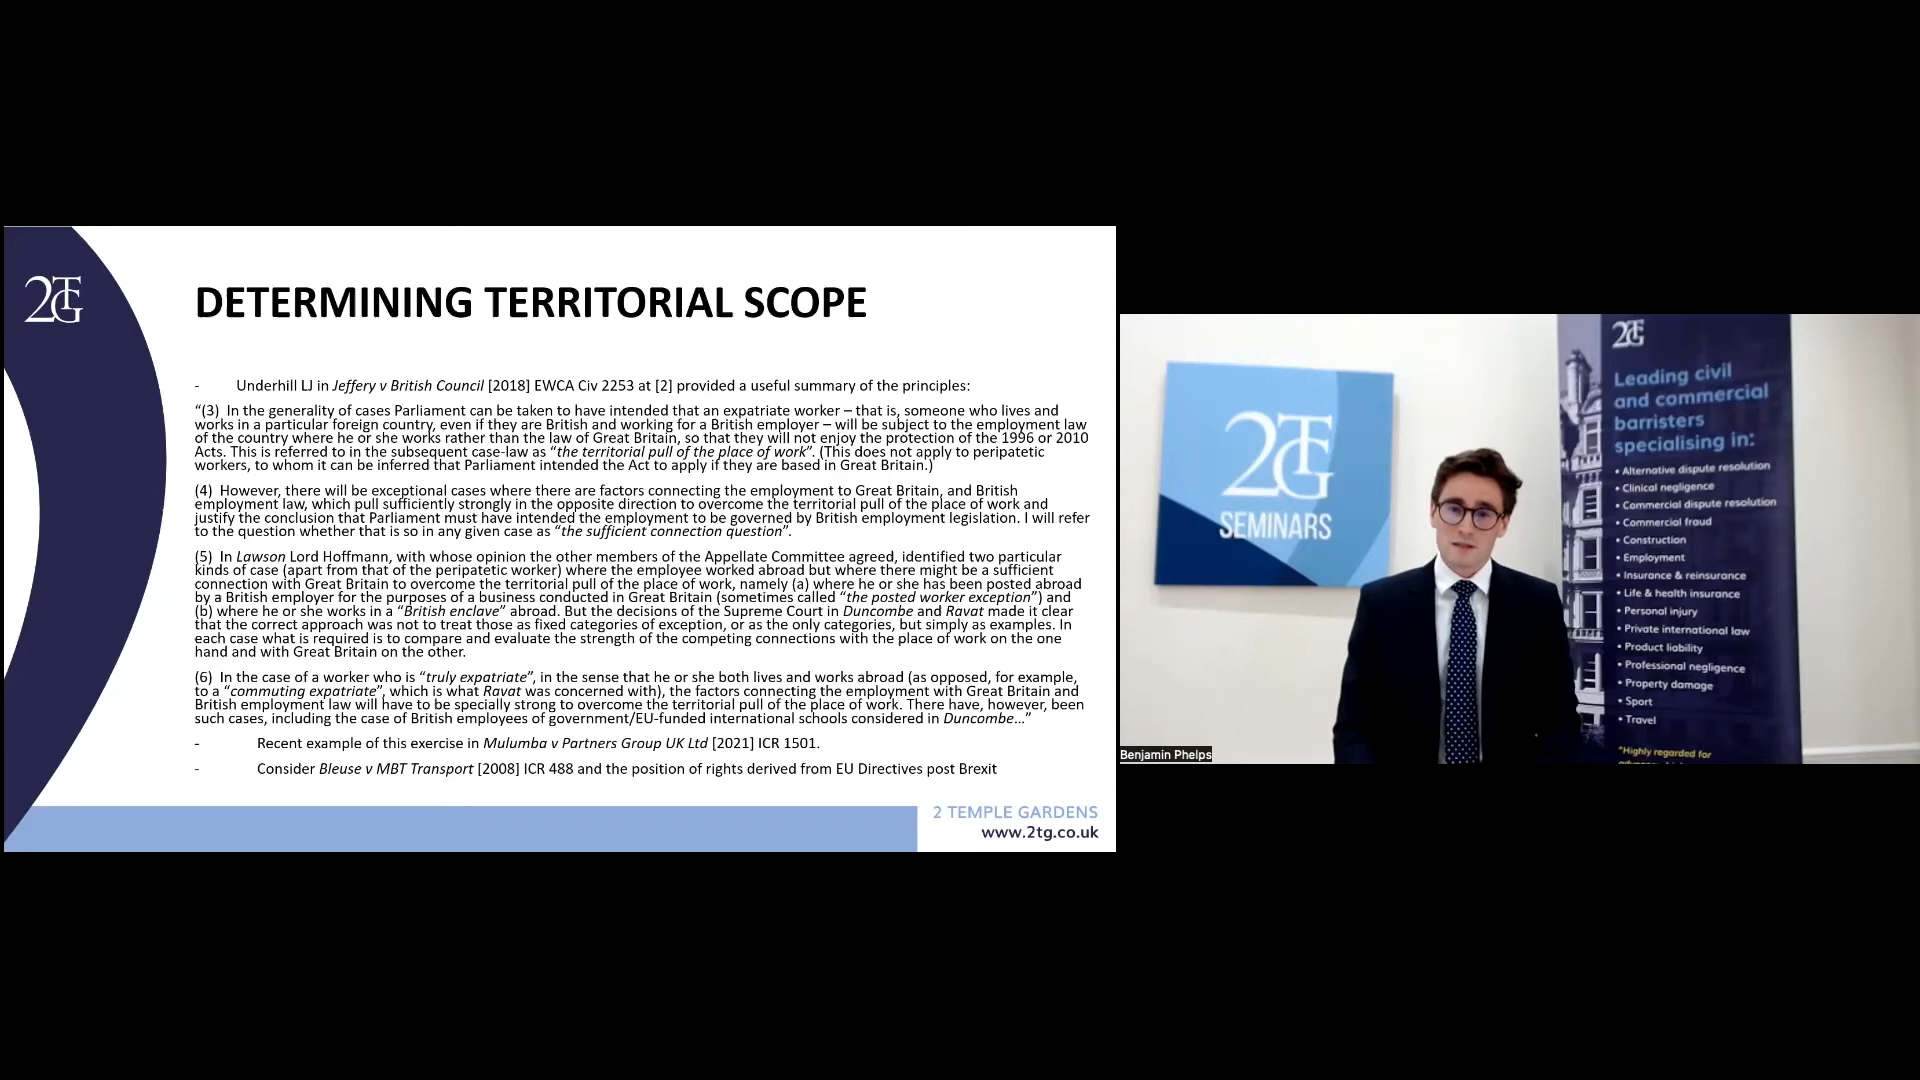 2TG
DETERMINING TERRITORIAL SCOPE
- Underhill LJ in Jeffery v British Council [2018] EWCA Civ 2253 at [2] provided a useful summary of the principles:
“(3) In the generality of cases Parliament can be taken to have intended that an expatriate worker – that is, someone who lives and
works in a particular foreign country, even if they are British and working for a British employer – will be subject to the employment law
of the country where he or she works rather than the law of Great Britain, so that they will not enjoy the protection of the 1996 or 2010
Acts. This is referred to in the subsequent case-law as “the territorial pull of the place of work”. (This does not apply to peripatetic
workers, to whom it can be inferred that Parliament intended the Act to apply if they are based in Great Britain.)
(4) However, there will be exceptional cases where there are factors connecting the employment to Great Britain, and British
employment law, which pull sufficiently strongly in the opposite direction to overcome the territorial pull of the place of work and
justify the conclusion that Parliament must have intended the employment to be governed by British employment legislation. I will refer
to the question whether that is so in any given case as “the sufficient connection question”.
(5) In Lawson Lord Hoffmann, with whose opinion the other members of the Appellate Committee agreed, identified two particular
kinds of case (apart from that of the peripatetic worker) where the employee worked abroad but where there might be a sufficient
connection with Great Britain to overcome the territorial pull of the place of work, namely (a) where he or she has been posted abroad
by a British employer for the purposes of a business conducted in Great Britain (sometimes called “the posted worker exception”) and
(b) where he or she works in a “British enclave” abroad. But the decisions of the Supreme Court in Duncombe and Ravat made it clear
that the correct approach was not to treat those as fixed categories of exception, or as the only categories, but simply as examples. In
each case what is required is to compare and evaluate the strength of the competing connections with the place of work on the one
hand and with Great Britain on the other.
(6) In the case of a worker who is “truly expatriate”, in the sense that he or she both lives and works abroad (as opposed, for example,
to a “commuting expatriate”, which is what Ravat was concerned with), the factors connecting the employment with Great Britain and
British employment law will have to be specially strong to overcome the territorial pull of the place of work. There have, however, been
such cases, including the case of British employees of government/EU-funded international schools considered in Duncombe…”
- Recent example of this exercise in Mulumba v Partners Group UK Ltd [2021] ICR 1501.
- Consider Bleuse v MBT Transport [2008] ICR 488 and the position of rights derived from EU Directives post Brexit
2 TEMPLE GARDENS
www.2tg.co.uk
2TG
SEMINARS
2TG
Leading civil
and commercial
barristers
specialising in:
• Alternative dispute resolution
• Clinical negligence
• Commercial dispute resolution
• Commercial fraud
• Construction
• Employment
• Insurance & reinsurance
• Life & health insurance
• Personal injury
• Private international law
• Product liability
• Professional negligence
• Property damage
• Sport
• Travel
"Highly regarded for
Benjamin Phelps